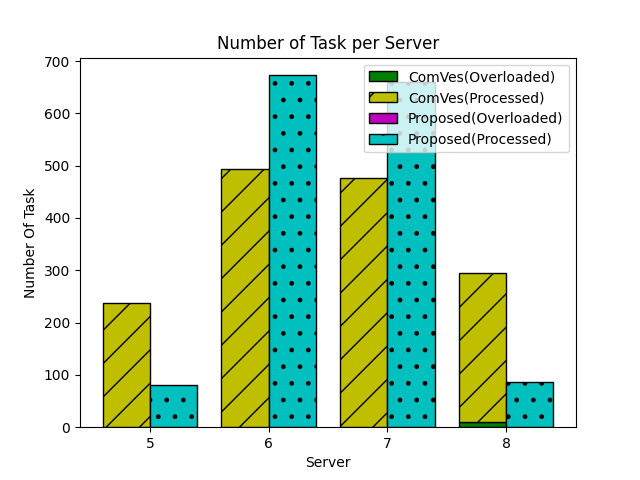 Number of Task per Server
Number Of Task
700
600
500
400
300
200
100
0
ComVes(Overloaded)
ComVes(Processed)
Proposed(Overloaded)
Proposed(Processed)
5
6
7
8
Server